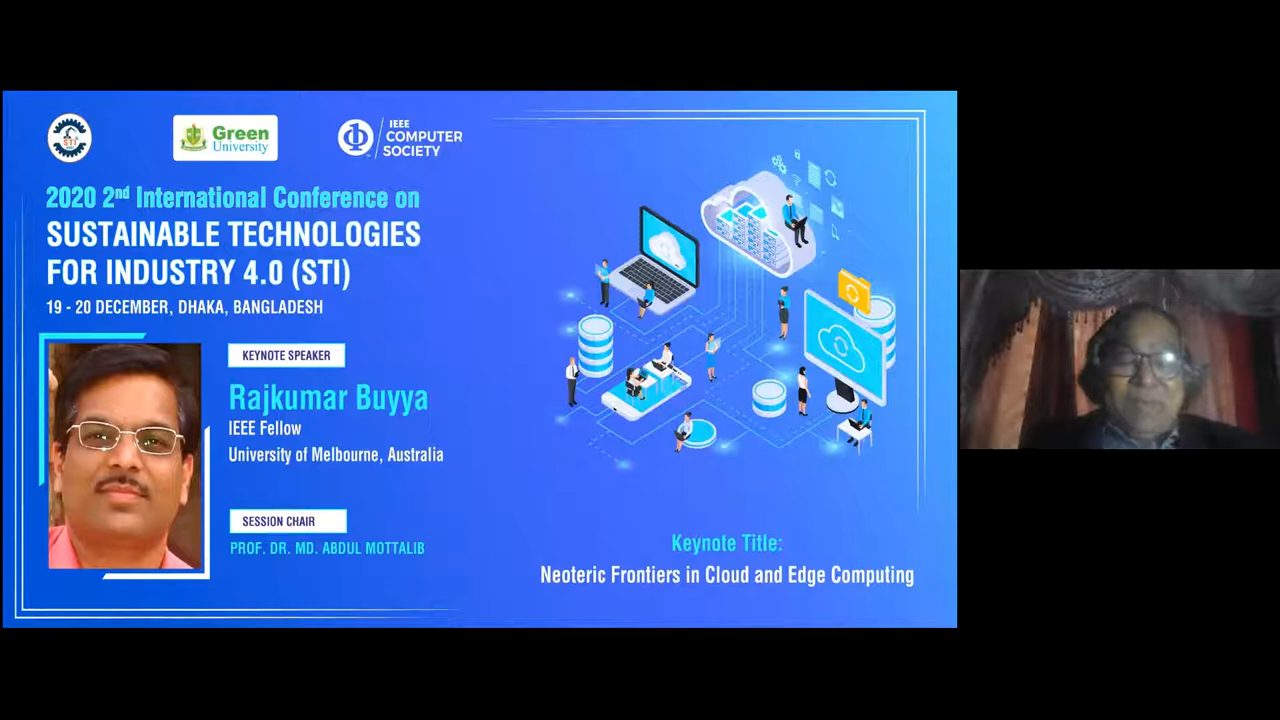 STI
Green
University
IEEE
COMPUTER
SOCIETY
2020 2nd International Conference on
SUSTAINABLE TECHNOLOGIES
FOR INDUSTRY 4.0 (STI)
19 - 20 DECEMBER, DHAKA, BANGLADESH
KEYNOTE SPEAKER
Rajkumar Buyya
IEEE Fellow
University of Melbourne, Australia
SESSION CHAIR
PROF. DR. MD. ABDUL MOTTALIB
Keynote Title:
Neoteric Frontiers in Cloud and Edge Computing